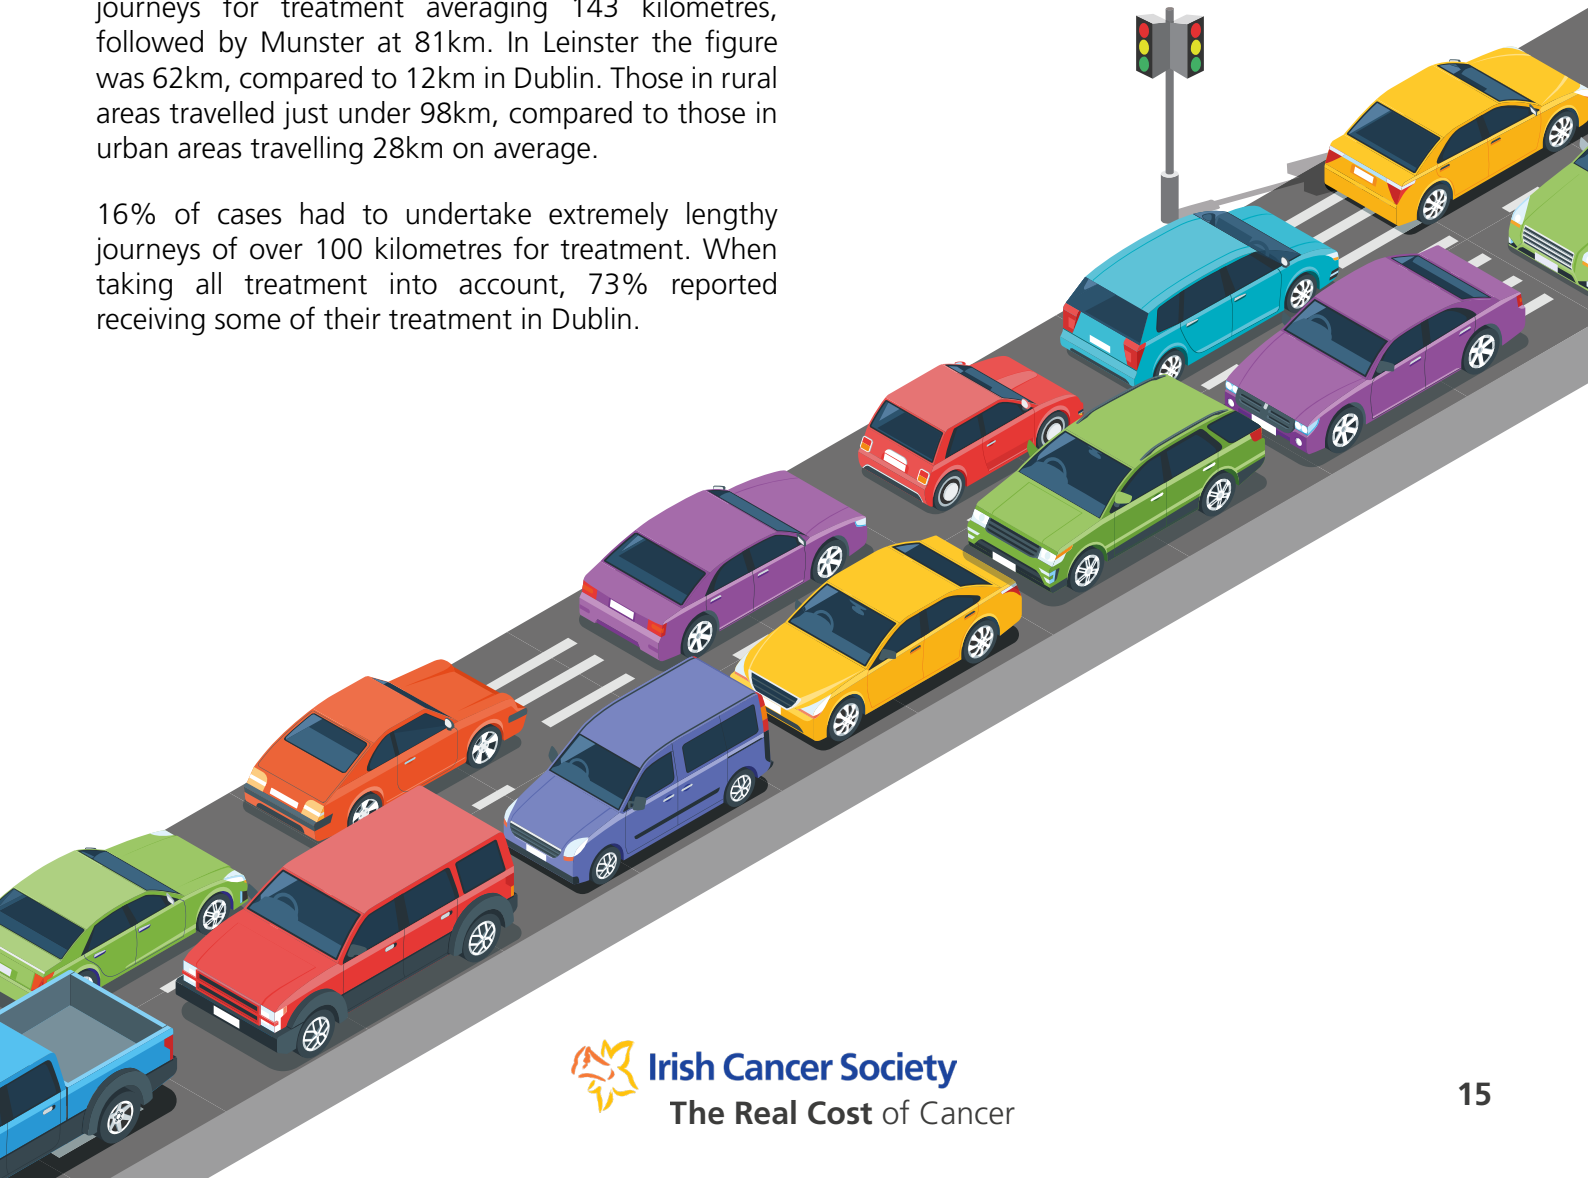 journeys for treatment averaging 143 kilometres,
followed by Munster at 81km. In Leinster the figure
was 62km, compared to 12km in Dublin. Those in rural
areas travelled just under 98km, compared to those in
urban areas travelling 28km on average.
16% of cases had to undertake extremely lengthy
journeys of over 100 kilometres for treatment. When
taking all treatment into account, 73% reported
receiving some of their treatment in Dublin.
Irish Cancer Society
The Real Cost of Cancer
15